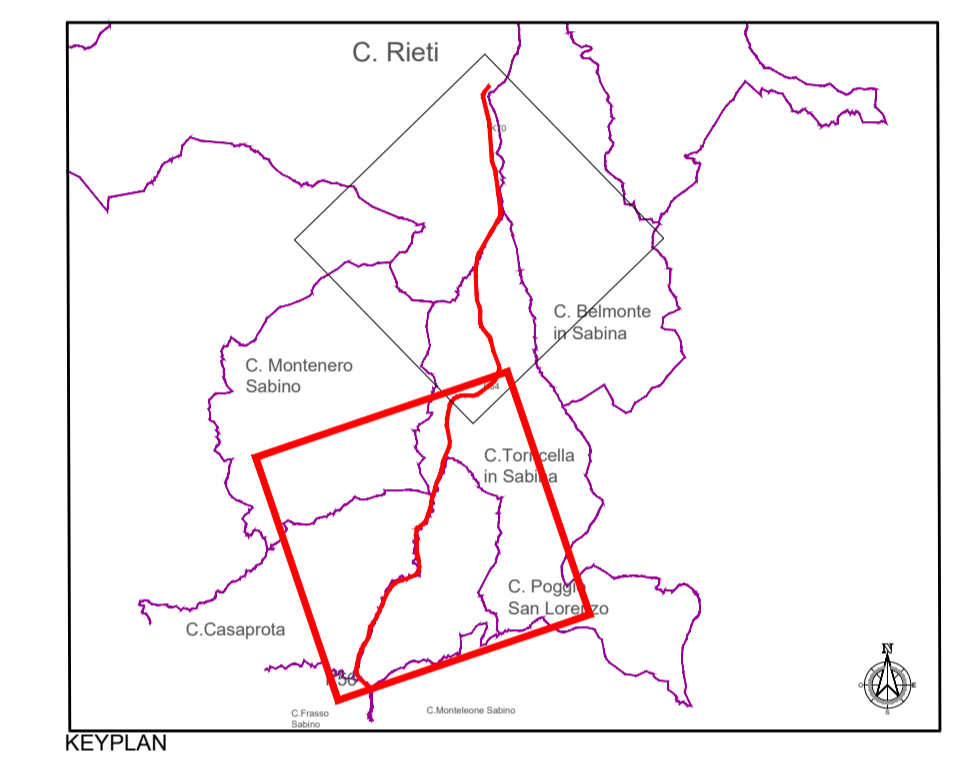 C. Rieti
C. Belmonte
in Sabina
C. Montenero
Sabino
C.Torricella
in Sabina
C. Poggio
San Lorenzo
C.Casaprota
C.Frasso
Sabino
C.Monteleone Sabino
N
O
E
S
KEYPLAN